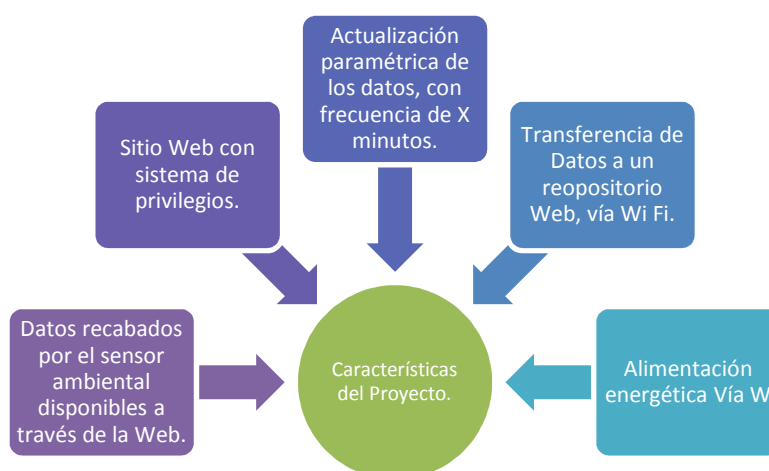 Actualización
paramétrica de
los datos, con
frecuencia de X
minutos.
Sitio Web con
sistema de
privilegios.
Transferencia de
Datos a un
reopositorio
Web, vía Wi Fi.
Datos recabados
por el sensor
ambiental
disponibles a
través de la Web.
Características
del Proyecto.
Alimentación
energética Vía W